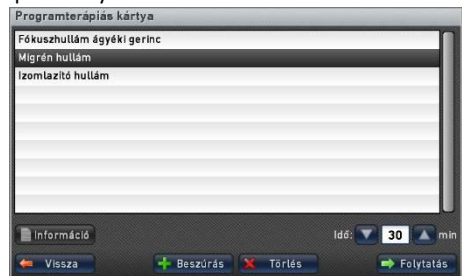 Programterápiás kártya
Fókuszhullám ágyéki gerinc
Migrén hullám
Izomlazító hullám
Információ
Idő: 30 min
Vissza
Beszúrás
Törlés
Folytatás